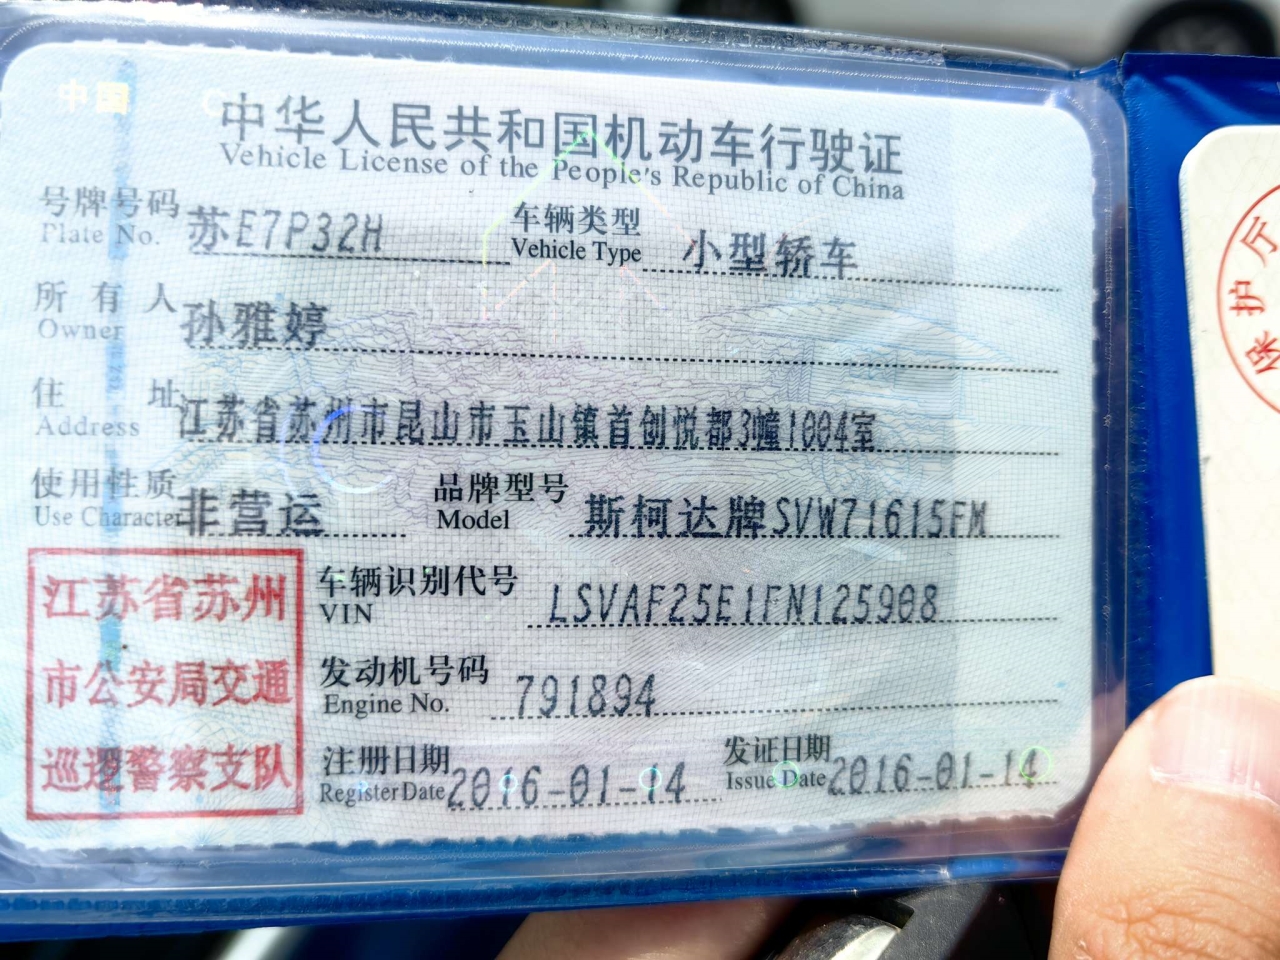 中国
中华人民共和国机动车行驶证
Vehicle License of the People's Republic of China
号牌号码 苏E7P32H 车辆类型 小型轿车
Plate No. Vehicle Type
所有人 孙雅婷
Owner
住址 江苏省苏州市昆山市玉山镇首创悦都3幢1004室
Address
使用性质 非营运 品牌型号 斯柯达牌SVW71615FM
Use Character Model
江苏省苏州
市公安局交通
巡逻警察支队
车辆识别代号 LSVAF25E1FN125908
VIN
发动机号码 791894
Engine No.
注册日期 2016-01-14 发证日期 2016-01-14
Register Date Issue Date
保护厅